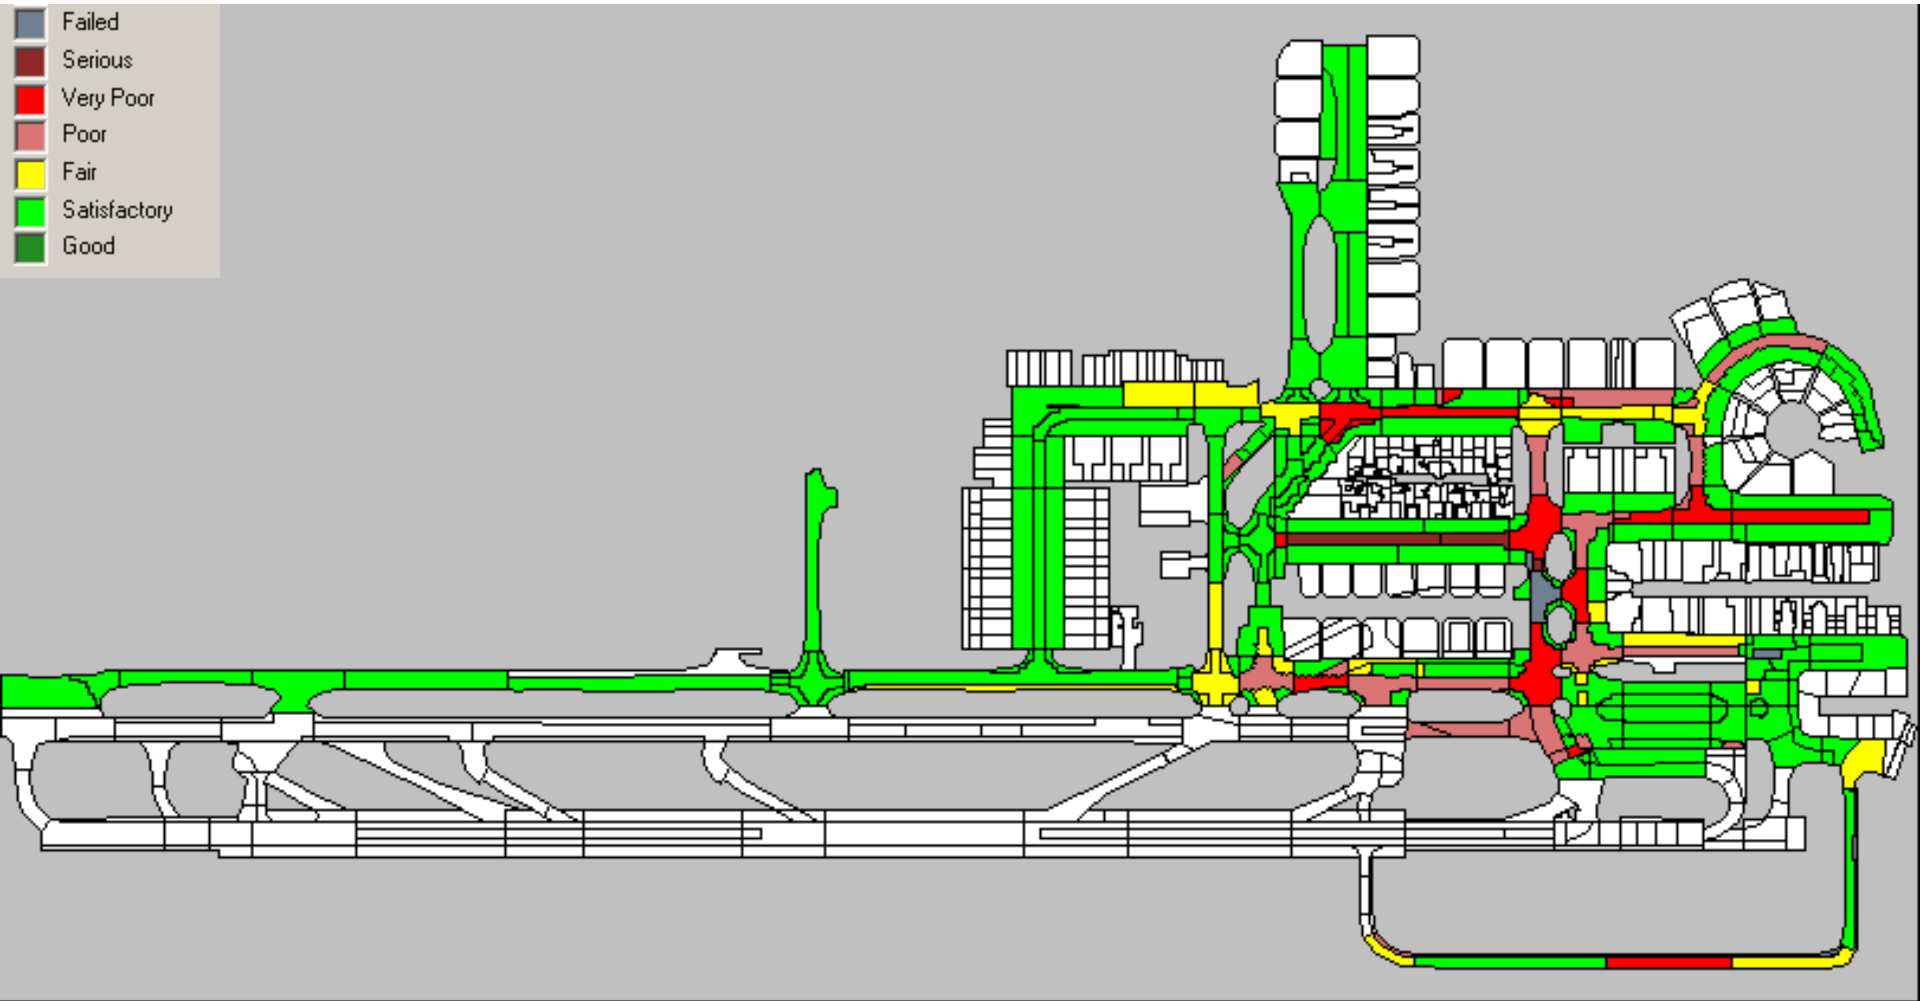 Failed
Serious
Very Poor
Poor
Fair
Satisfactory
Good